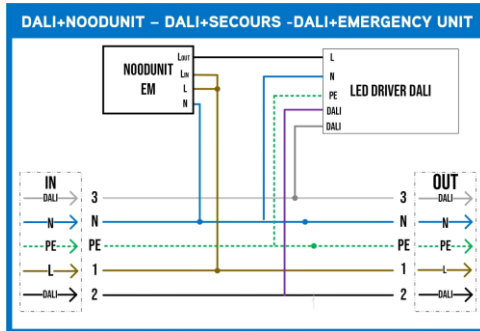 DALI+NOODUNIT – DALI+SECOURS -DALI+EMERGENCY UNIT
NOODUNIT
EM
LOUT
LIN
L
N
L
N
PE
DALI
DALI
LED DRIVER DALI
IN
OUT
DALI 3 3 DALI
N N N N
PE PE PE PE
L 1 1 L
DALI 2 2 DALI